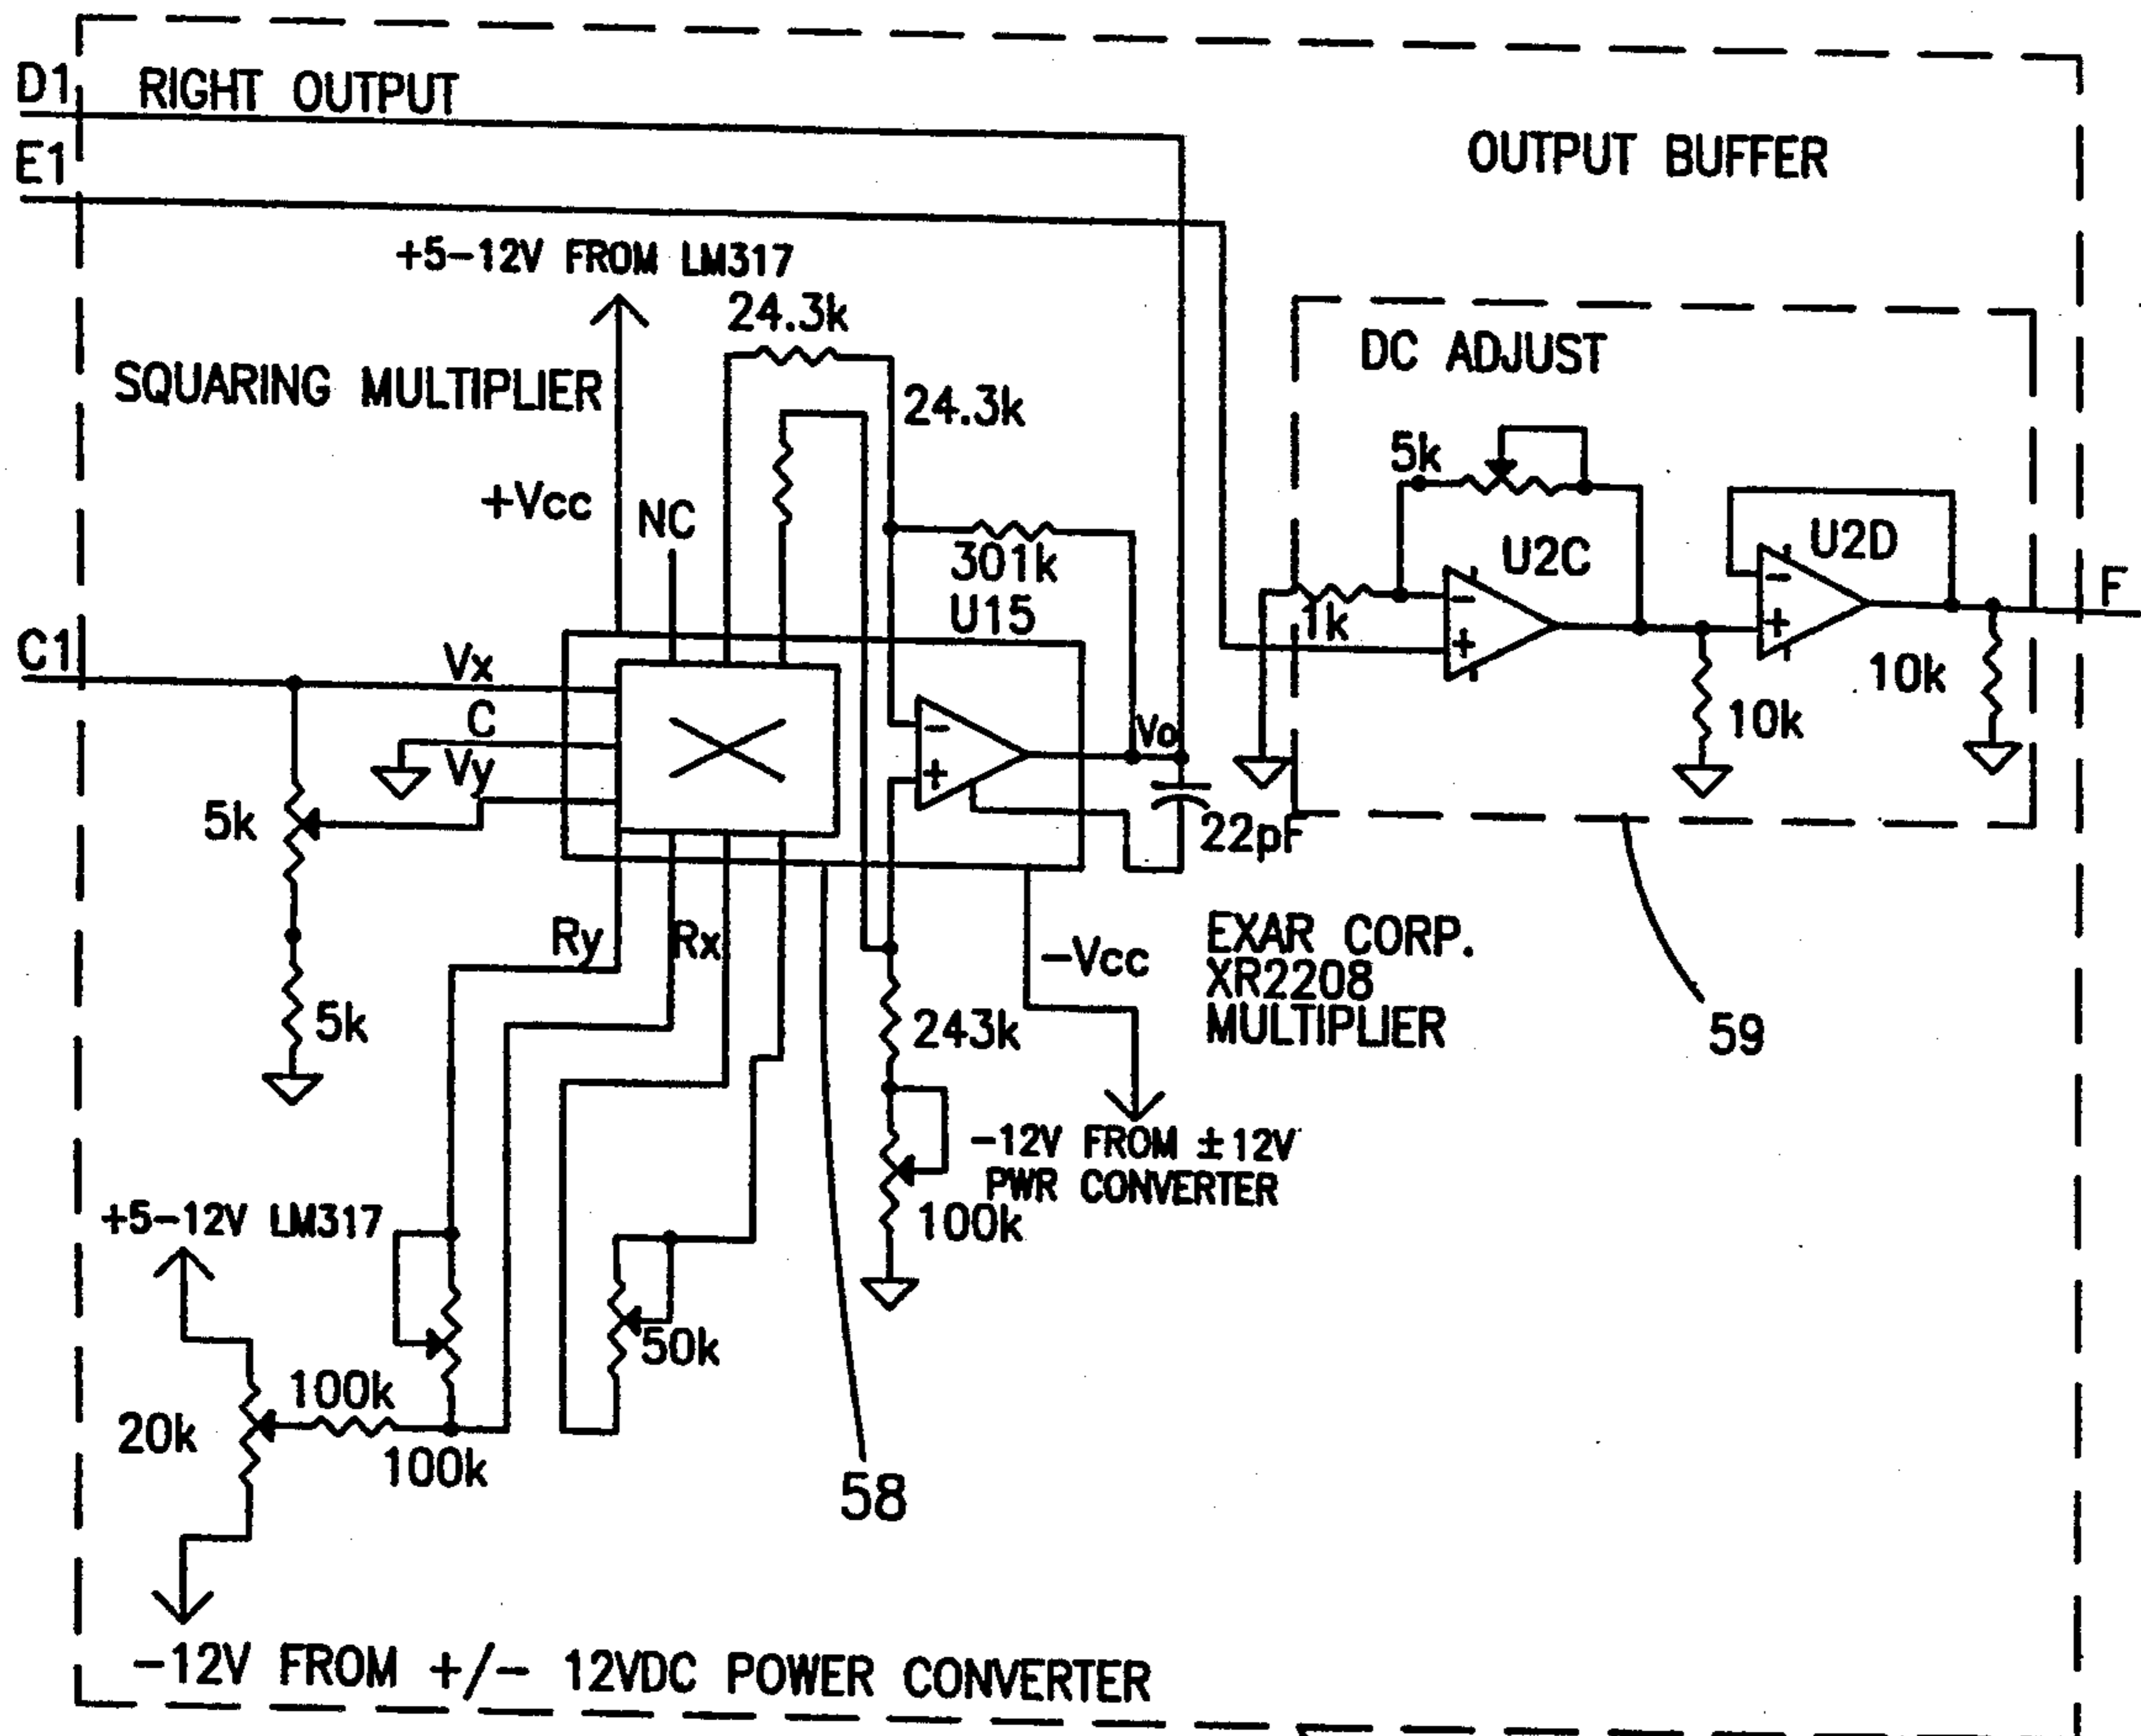 D1
RIGHT OUTPUT
E1
OUTPUT BUFFER
+5-12V FROM LM317
24.3k
SQUARING MULTIPLIER
24.3k
DC ADJUST
+Vcc
NC
5k
301k
U15
U2C
U2D
F
C1
Vx
C
Vy
1k
Vo
10k
10k
5k
22pF
Ry
Rx
-Vcc
EXAR CORP.
XR2208
MULTIPLIER
5k
243k
59
-12V FROM ±12V
PWR CONVERTER
+5-12V LM317
100k
50k
100k
20k
100k
58
-12V FROM +/- 12VDC POWER CONVERTER